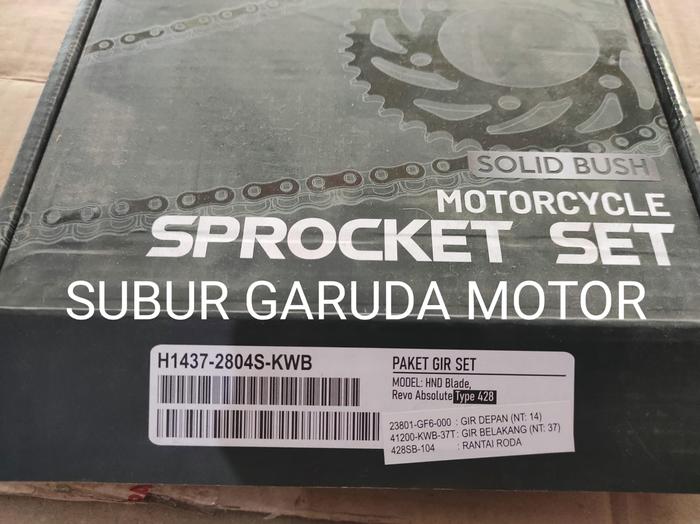 SOLID BUSH
MOTORCYCLE
SPROCKET SET
SUBUR GARUDA MOTOR
H1437-2804S-KWB
PAKET GIR SET
MODEL: HND Blade,
Revo Absolute Type 428
23801-GF6-000 : GIR DEPAN (NT: 14)
41200-KWB-37T : GIR BELAKANG (NT: 37)
428SB-104 : RANTAI RODA